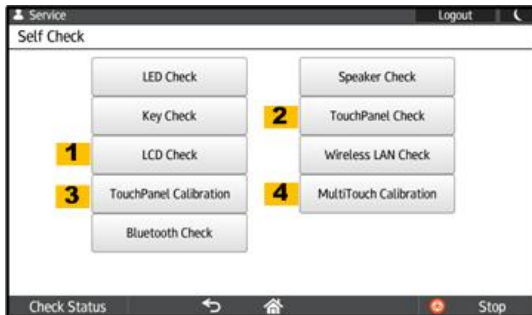 Service Logout
Self Check
LED Check Speaker Check
Key Check 2 TouchPanel Check
1 LCD Check Wireless LAN Check
3 TouchPanel Calibration 4 MultiTouch Calibration
Bluetooth Check
Check Status Stop